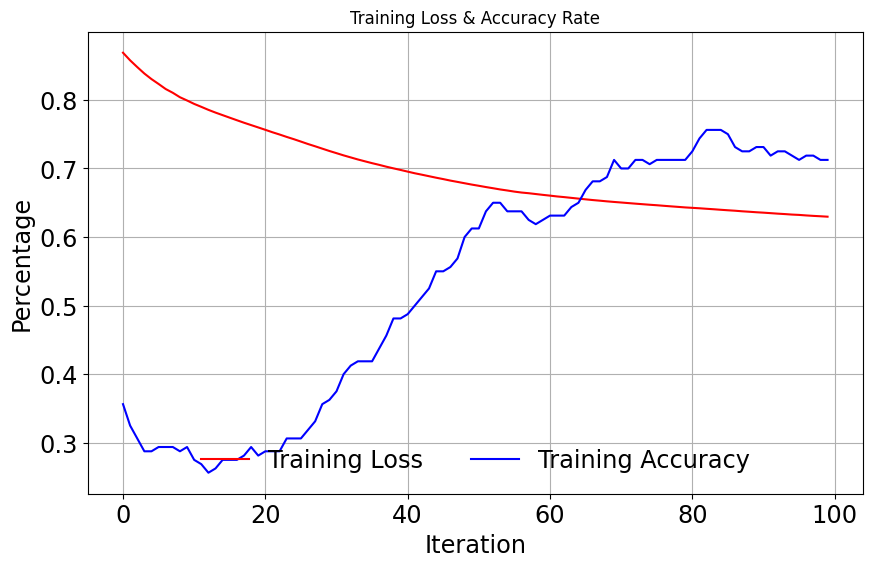 Training Loss & Accuracy Rate
Percentage
0.8
0.7
0.6
0.5
0.4
0.3
Training Loss Training Accuracy
0 20 40 60 80 100
Iteration